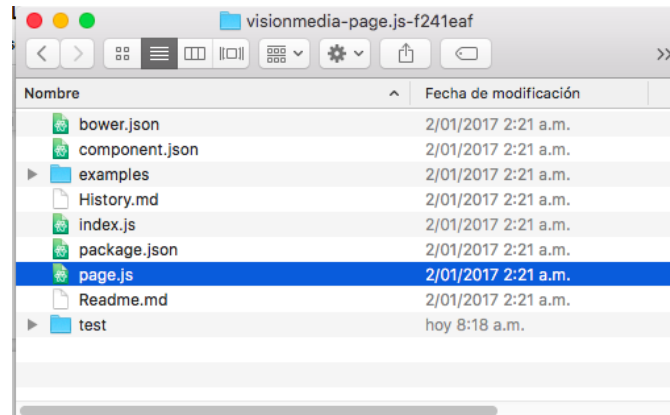 visionmedia-page.js-f241eaf
Nombre Fecha de modificación
bower.json 2/01/2017 2:21 a.m.
component.json 2/01/2017 2:21 a.m.
examples 2/01/2017 2:21 a.m.
History.md 2/01/2017 2:21 a.m.
index.js 2/01/2017 2:21 a.m.
package.json 2/01/2017 2:21 a.m.
page.js 2/01/2017 2:21 a.m.
Readme.md 2/01/2017 2:21 a.m.
test hoy 8:18 a.m.